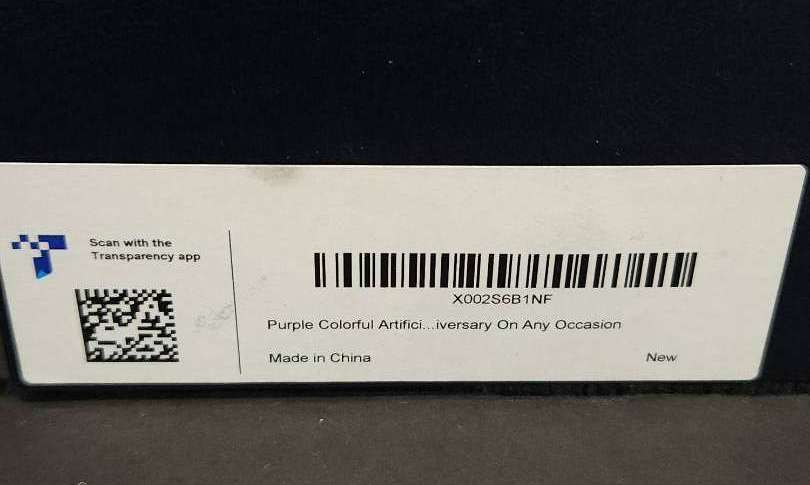 Scan with the
Transparency app
X002S6B1NF
Purple Colorful Artifici...iversary On Any Occasion
Made in China
New